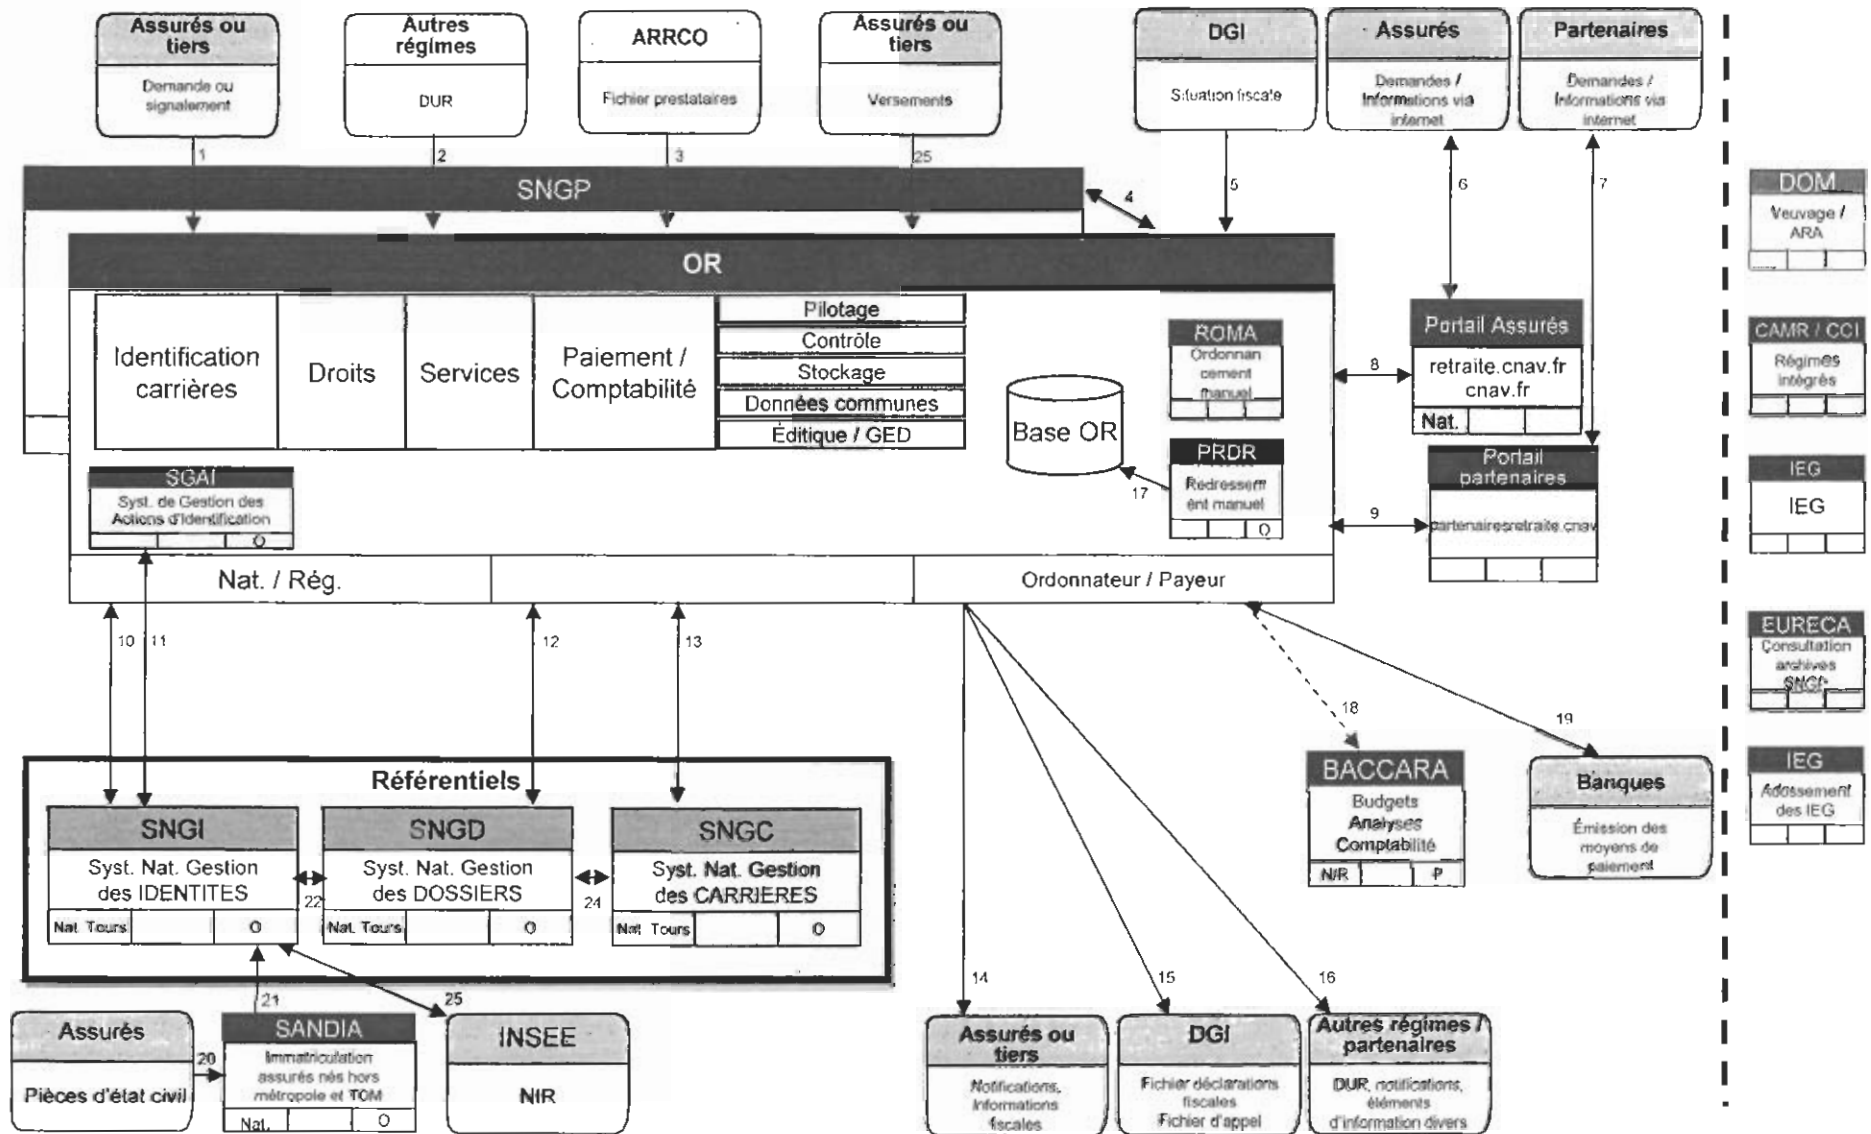 Assurés ou
tiers
Demande ou
signalement
Autres
régimes
DUR
ARRCO
Fichier prestataires
Assurés ou
tiers
Versements
DGI
Situation fiscale
Assurés
Demandes /
Informations via
internet
Partenaires
Demandes /
Informations via
internet
1
2
3
25
4
5
6
7
SNGP
OR
Identification
carrières
Droits
Services
Paiement /
Comptabilité
Pilotage
Contrôle
Stockage
Données communes
Éditique / GED
Base OR
ROMA
Ordonnan
cement
manuel
PRDR
Redressem
ent manuel
O
17
SGAI
Syst. de Gestion des
Actions d'Identification
O
Nat. / Rég.
Ordonnateur / Payeur
8
Portail Assurés
retraite.cnav.fr
cnav.fr
Nat.
9
Portail
partenaires
partenairesretraite.cnav
DOM
Veuvage /
ARA
CAMR / CCI
Régimes
intégrés
IEG
IEG
EURECA
Consultation
archives
SNGP
IEG
Adossement
des IEG
10
11
12
13
18
19
Référentiels
SNGI
Syst. Nat. Gestion
des IDENTITES
Nat. Tours
O
22
SNGD
Syst. Nat. Gestion
des DOSSIERS
Nat. Tours
O
24
SNGC
Syst. Nat. Gestion
des CARRIERES
Nat. Tours
O
BACCARA
Budgets
Analyses
Comptabilité
N/R
P
Banques
Émission des
moyens de
paiement
21
25
14
15
16
Assurés
Pièces d'état civil
20
SANDIA
Immatriculation
assurés nés hors
métropole et TOM
Nat.
O
INSEE
NIR
Assurés ou
tiers
Notifications,
Informations
fiscales
DGI
Fichier déclarations
fiscales
Fichier d'appel
Autres régimes /
partenaires
DUR, notifications,
éléments
d'information divers